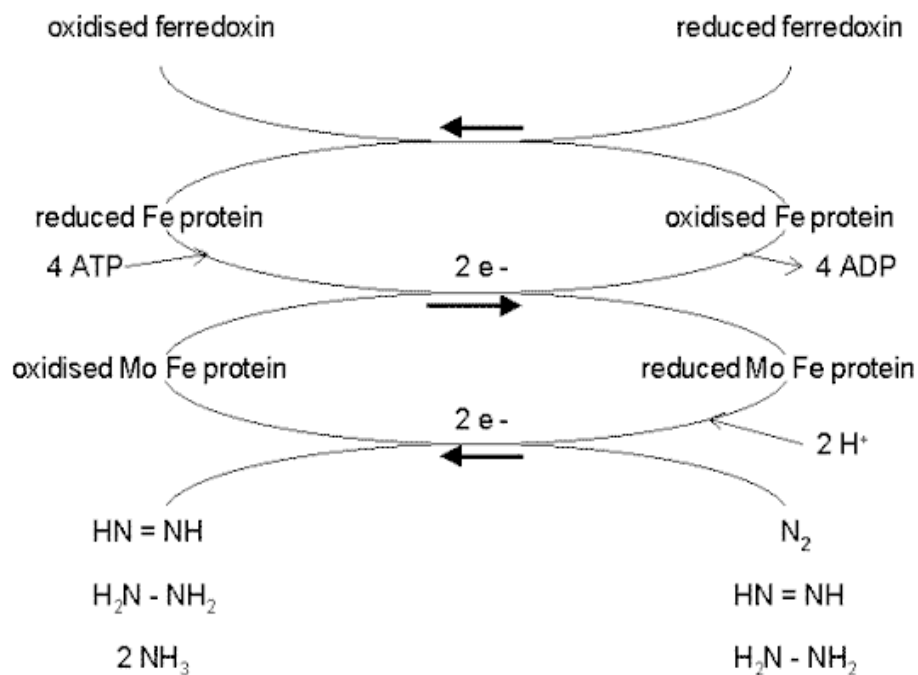 oxidised ferredoxin
reduced ferredoxin
reduced Fe protein
oxidised Fe protein
4 ATP
2 e -
4 ADP
oxidised Mo Fe protein
reduced Mo Fe protein
2 e -
2 H⁺
HN = NH
N₂
H₂N - NH₂
HN = NH
2 NH₃
H₂N - NH₂